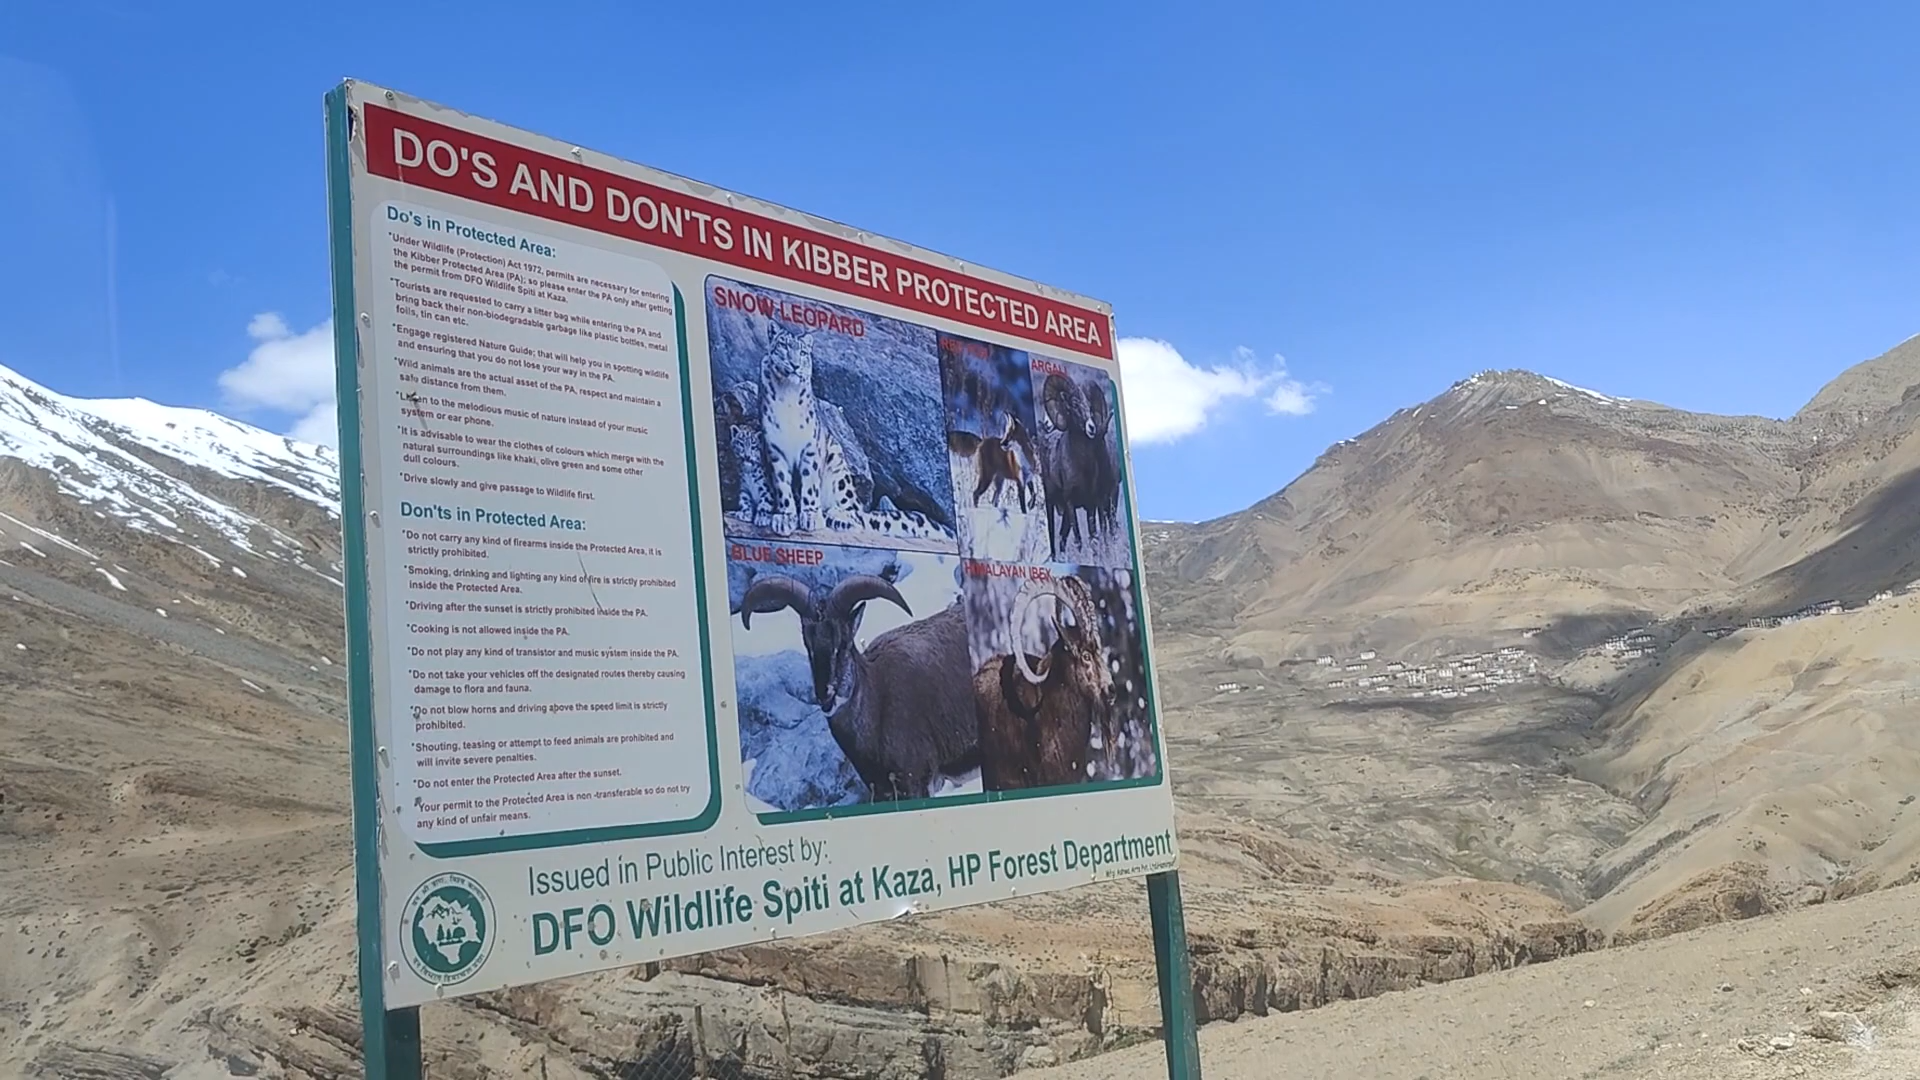 DO'S AND DON'TS IN KIBBER PROTECTED AREA
Do's in Protected Area:
*Under Wildlife (Protection) Act 1972, permits are necessary for entering
the Kibber Protected Area (PA); so please enter the PA only after getting
the permit from DFO Wildlife Spiti at Kaza.
*Tourists are requested to carry a litter bag while entering the PA and
bring back their non-biodegradable garbage like plastic bottles, metal
foils, tin can etc.
*Engage registered Nature Guide; that will help you in spotting wildlife
and ensuring that you do not lose your way in the PA.
*Wild animals are the actual asset of the PA, respect and maintain a
safe distance from them.
*Listen to the melodious music of nature instead of your music
system or ear phone.
*It is advisable to wear the clothes of colours which merge with the
natural surroundings like khaki, olive green and some other
dull colours.
*Drive slowly and give passage to Wildlife first.
Don'ts in Protected Area:
*Do not carry any kind of firearms inside the Protected Area, it is
strictly prohibited.
*Smoking, drinking and lighting any kind of fire is strictly prohibited
inside the Protected Area.
*Driving after the sunset is strictly prohibited inside the PA.
*Cooking is not allowed inside the PA.
*Do not play any kind of transistor and music system inside the PA.
*Do not take your vehicles off the designated routes thereby causing
damage to flora and fauna.
*Do not blow horns and driving above the speed limit is strictly
prohibited.
*Shouting, teasing or attempt to feed animals are prohibited and
will invite severe penalties.
*Do not enter the Protected Area after the sunset.
*Your permit to the Protected Area is non -transferable so do not try
any kind of unfair means.
SNOW LEOPARD
RED FOX
ARGALI
BLUE SHEEP
HIMALAYAN IBEX
Issued in Public Interest by:
DFO Wildlife Spiti at Kaza, HP Forest Department